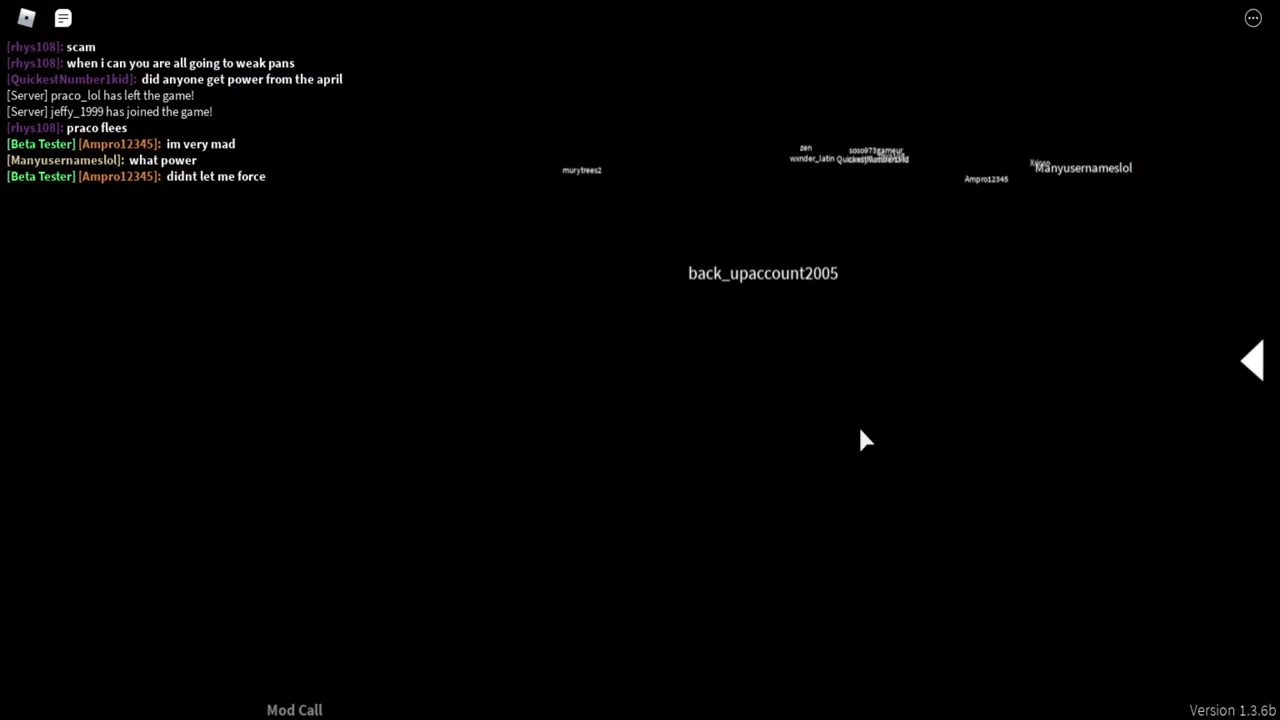 [rhys108]: scam
[rhys108]: when i can you are all going to weak pans
[QuickestNumber1kid]: did anyone get power from the april
[Server] praco_lol has left the game!
[Server] jeffy_1999 has joined the game!
[rhys108]: praco flees
[Beta Tester] [Ampro12345]: im very mad
[Manyusernameslol]: what power
[Beta Tester] [Ampro12345]: didnt let me force
zen
soso973gameur
wxnder_latin QuickestNumber1kid
murytrees2
Manyusernameslol
Ampro12345
back_upaccount2005
Mod Call
Version 1.3.6b